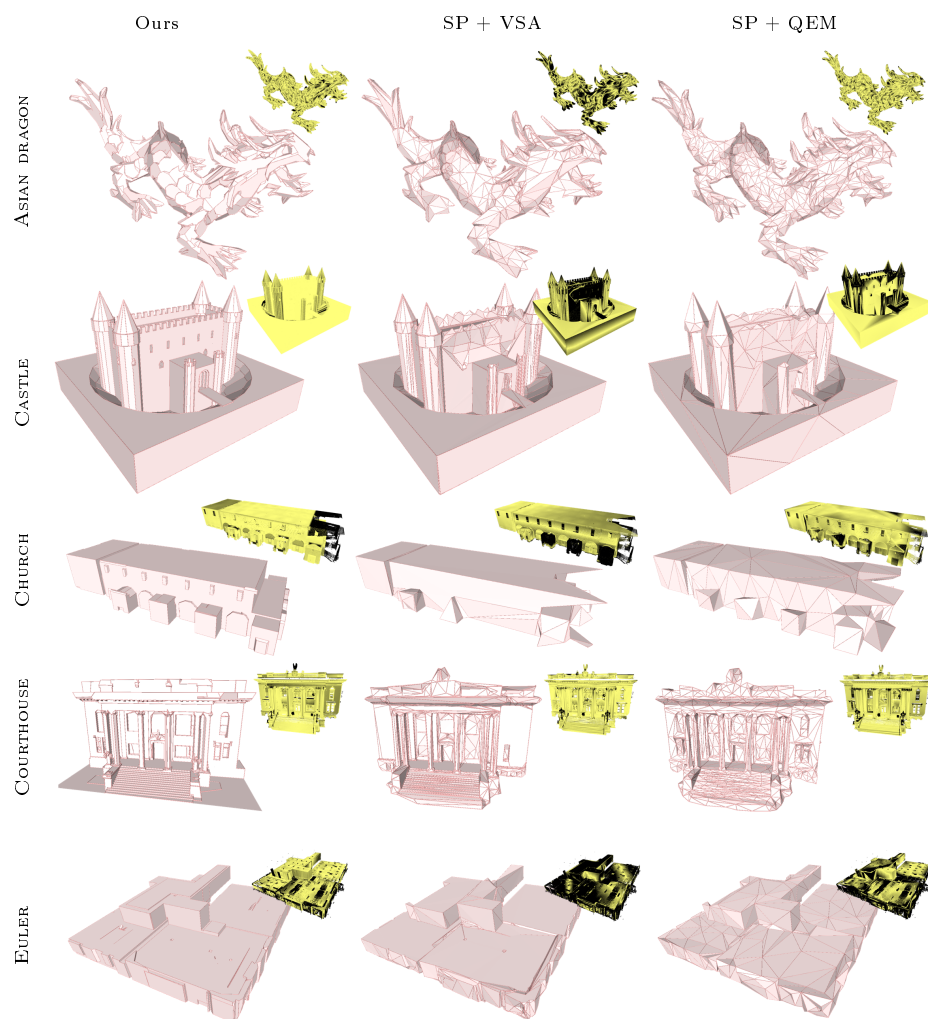 Ours SP + VSA SP + QEM
Asian dragon
Castle
Church
Courthouse
Euler